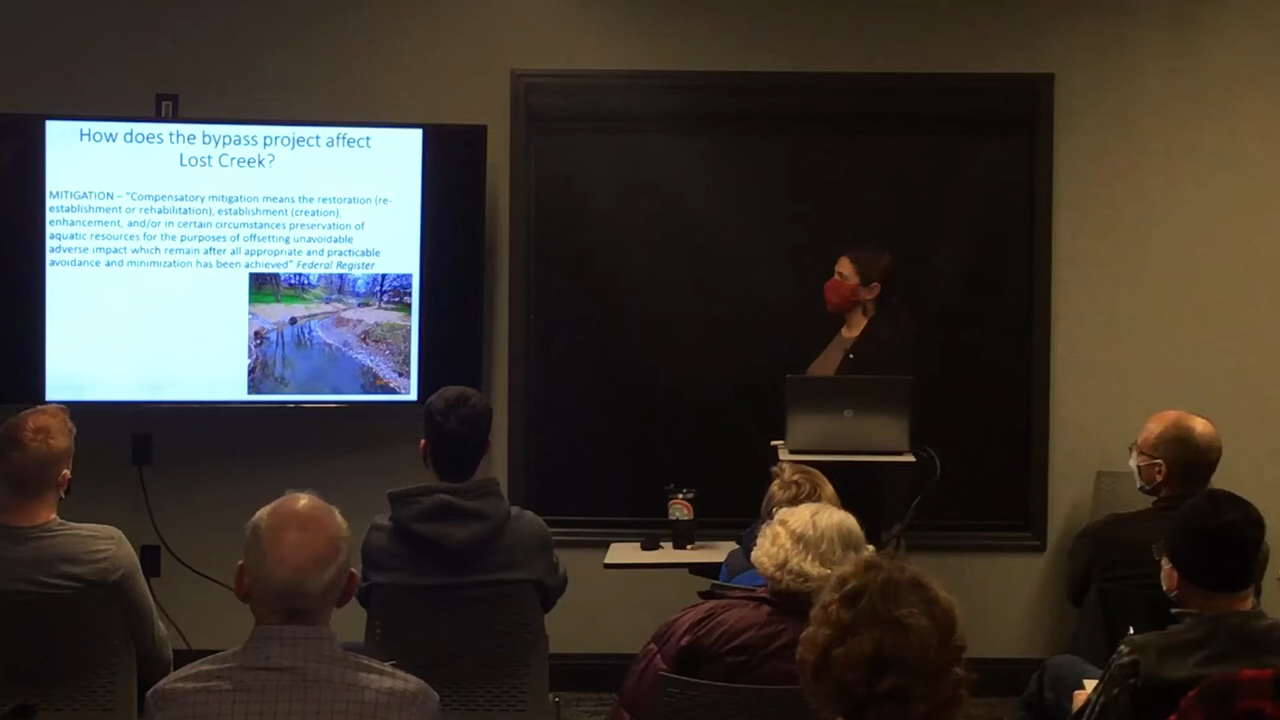 How does the bypass project affect
Lost Creek?
MITIGATION – "Compensatory mitigation means the restoration (re-
establishment or rehabilitation), establishment (creation),
enhancement, and/or in certain circumstances preservation of
aquatic resources for the purposes of offsetting unavoidable
adverse impact which remain after all appropriate and practicable
avoidance and minimization has been achieved" Federal Register